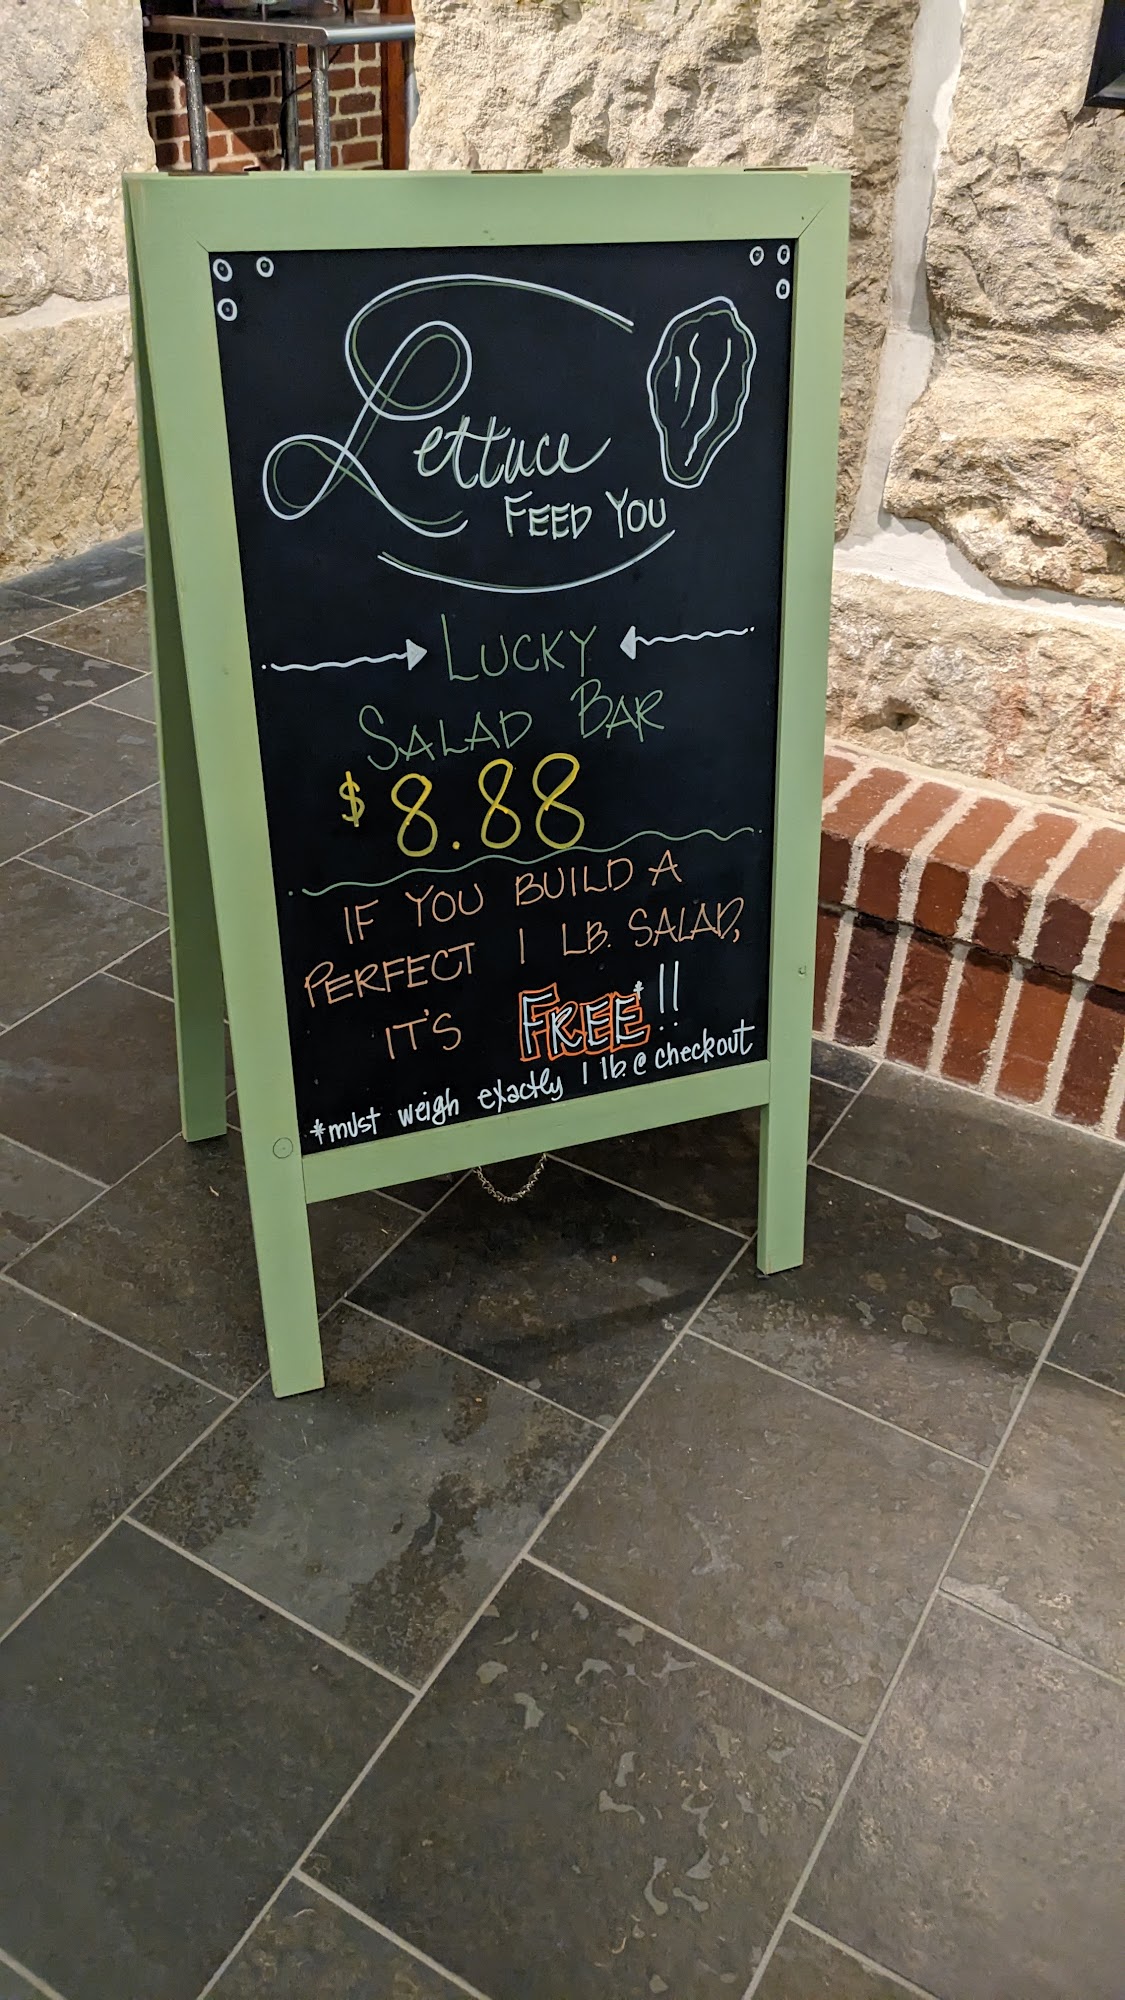 Lettuce
FEED YOU
LUCKY
SALAD BAR
$8.88
IF YOU BUILD A
PERFECT 1 LB. SALAD,
IT'S FREE*!!
*must weigh exactly 1 lb. @ checkout